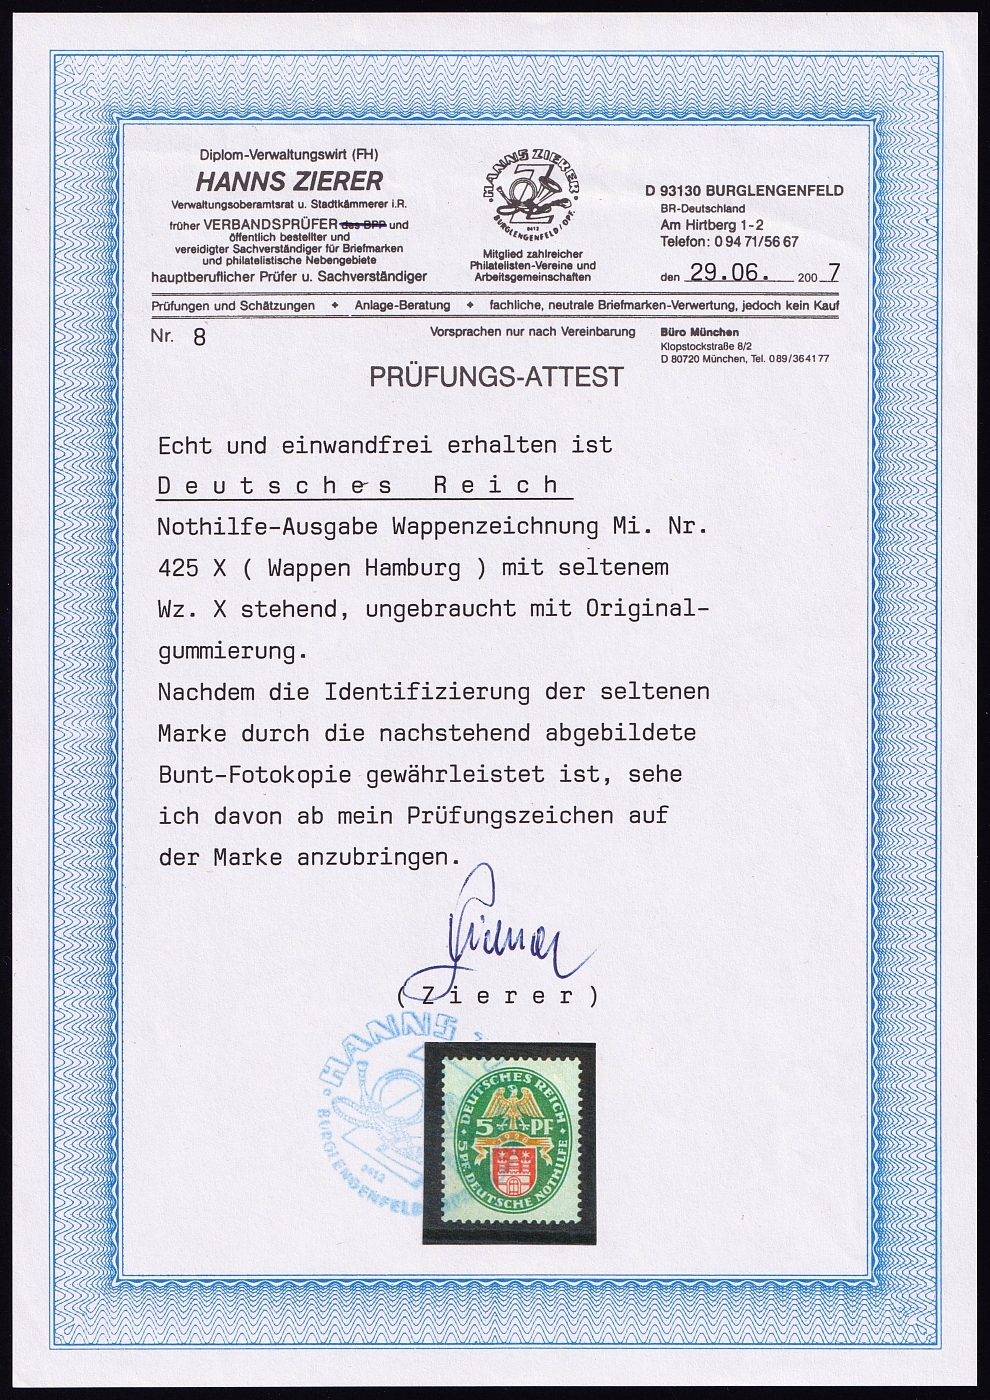 Diplom-Verwaltungswirt (FH)
HANNS ZIERER
Verwaltungsoberamtsrat u. Stadtkämmerer i.R.
früher VERBANDSPRÜFER des BPP und
öffentlich bestellter und
vereidigter Sachverständiger für Briefmarken
und philatelistische Nebengebiete
hauptberuflicher Prüfer u. Sachverständiger
HANNS ZIERER
Z
0412
BURGLENGENFELD/OPF.
Mitglied zahlreicher
Philatelisten-Vereine und
Arbeitsgemeinschaften
D 93130 BURGLENGENFELD
BR-Deutschland
Am Hirtberg 1-2
Telefon: 0 94 71/56 67
den 29.06. 200 7
Prüfungen und Schätzungen ✦ Anlage-Beratung ✦ fachliche, neutrale Briefmarken-Verwertung, jedoch kein Kauf
Nr. 8
Vorsprachen nur nach Vereinbarung
Büro München
Klopstockstraße 8/2
D 80720 München, Tel. 089/364177
PRÜFUNGS-ATTEST
Echt und einwandfrei erhalten ist
Deutsches Reich
Nothilfe-Ausgabe Wappenzeichnung Mi. Nr.
425 X ( Wappen Hamburg ) mit seltenem
Wz. X stehend, ungebraucht mit Original-
gummierung.
Nachdem die Identifizierung der seltenen
Marke durch die nachstehend abgebildete
Bunt-Fotokopie gewährleistet ist, sehe
ich davon ab mein Prüfungszeichen auf
der Marke anzubringen.
Zierer
( Z i e r e r )
HANNS
0412
BURGLENGENFELD
DEUTSCHES REICH
5 PF
1928
5 PF. DEUTSCHE NOTHILFE